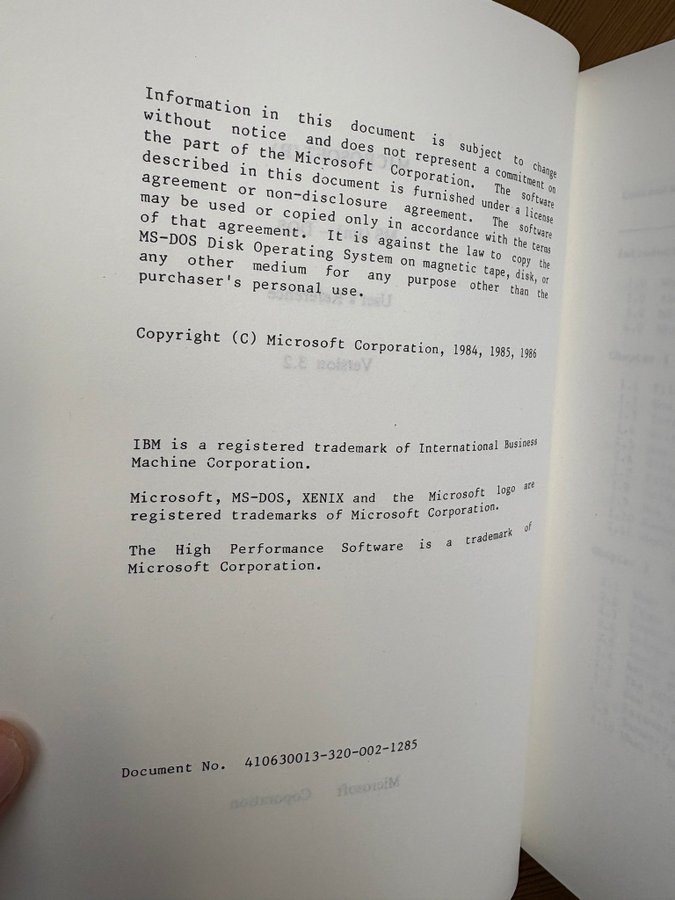 Information in this document is subject to change
without notice and does not represent a commitment on
the part of the Microsoft Corporation. The software
described in this document is furnished under a license
agreement or non-disclosure agreement. The software
may be used or copied only in accordance with the terms
of that agreement. It is against the law to copy the
MS-DOS Disk Operating System on magnetic tape, disk, or
any other medium for any purpose other than the
purchaser's personal use.
Copyright (C) Microsoft Corporation, 1984, 1985, 1986
IBM is a registered trademark of International Business
Machine Corporation.
Microsoft, MS-DOS, XENIX and the Microsoft logo are
registered trademarks of Microsoft Corporation.
The High Performance Software is a trademark of
Microsoft Corporation.
Document No. 410630013-320-002-1285